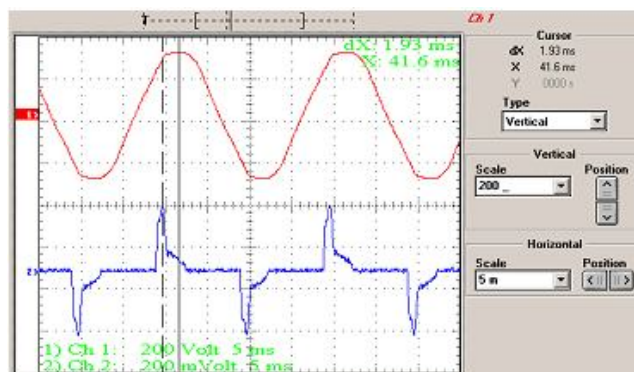 Ch 1
dX: 1.93 ms
X: 41.6 ms
1
2
1) Ch 1: 200 Volt 5 ms
2) Ch 2: 200 mVolt 5 ms
Cursor
dX 1.93 ms
X 41.6 ms
Y 0000 s
Type
Vertical
Vertical
Scale Position
200 _
Horizontal
Scale Position
5 m